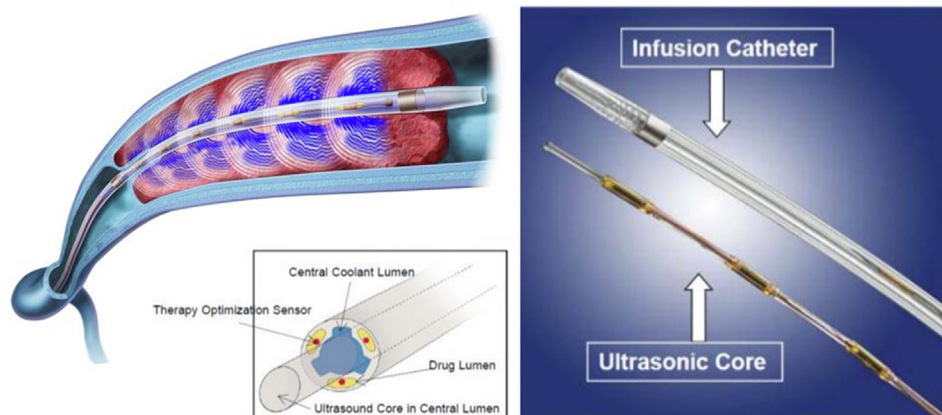 Central Coolant Lumen
Therapy Optimization Sensor
Drug Lumen
Ultrasound Core in Central Lumen
Infusion Catheter
Ultrasonic Core